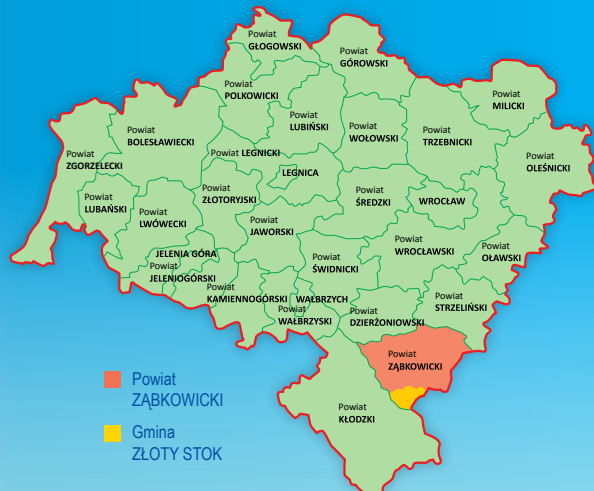 Powiat
GŁOGOWSKI
Powiat
GÓROWSKI
Powiat
POLKOWICKI
Powiat
MILICKI
Powiat
LUBIŃSKI
Powiat
BOLESŁAWIECKI
Powiat
WOŁOWSKI
Powiat
TRZEBNICKI
Powiat
ZGORZELECKI
Powiat LEGNICKI
Powiat
OLEŚNICKI
LEGNICA
Powiat
ZŁOTORYJSKI
Powiat
ŚREDZKI
WROCŁAW
Powiat
LUBAŃSKI
Powiat
LWÓWECKI
Powiat
JAWORSKI
Powiat
WROCŁAWSKI
Powiat
OŁAWSKI
JELENIA GÓRA
Powiat
JELENIOGÓRSKI
Powiat
ŚWIDNICKI
Powiat
KAMIENNOGÓRSKI
WAŁBRZYCH
Powiat
WAŁBRZYSKI
Powiat
DZIERŻONIOWSKI
Powiat
STRZELIŃSKI
Powiat
ZĄBKOWICKI
Powiat
KŁODZKI
Powiat
ZĄBKOWICKI
Gmina
ZŁOTY STOK